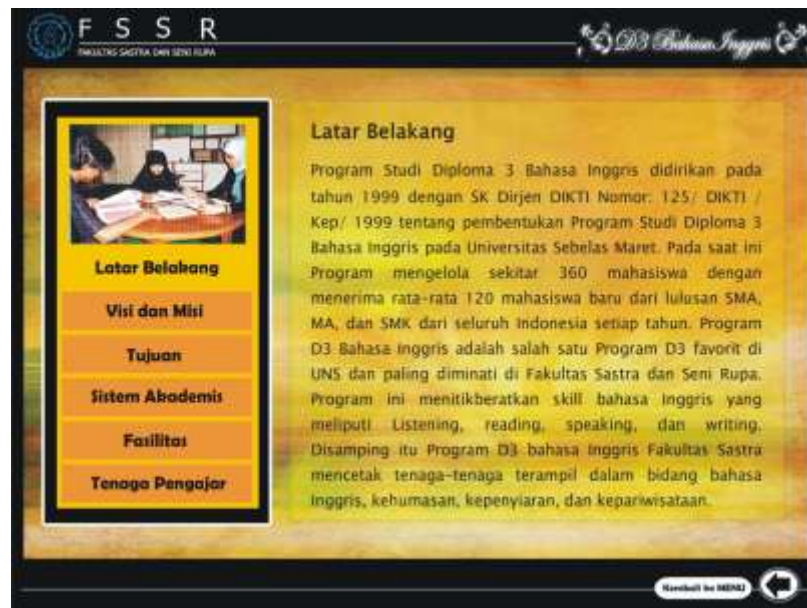 F S S R
FAKULTAS SASTRA DAN SENI RUPA
D3 Bahasa Inggris
Latar Belakang
Visi dan Misi
Tujuan
Sistem Akademis
Fasilitas
Tenaga Pengajar
Latar Belakang
Program Studi Diploma 3 Bahasa Inggris didirikan pada
tahun 1999 dengan SK Dirjen DIKTI Nomor: 125/ DIKTI /
Kep/ 1999 tentang pembentukan Program Studi Diploma 3
Bahasa Inggris pada Universitas Sebelas Maret. Pada saat ini
Program mengelola sekitar 360 mahasiswa dengan
menerima rata-rata 120 mahasiswa baru dari lulusan SMA,
MA, dan SMK dari seluruh Indonesia setiap tahun. Program
D3 Bahasa Inggris adalah salah satu Program D3 favorit di
UNS dan paling diminati di Fakultas Sastra dan Seni Rupa.
Program ini menitikberatkan skill bahasa Inggris yang
meliputi Listening, reading, speaking, dan writing.
Disamping itu Program D3 bahasa Inggris Fakultas Sastra
mencetak tenaga-tenaga terampil dalam bidang bahasa
Inggris, kehumasan, kepenyiaran, dan kepariwisataan.
Kembali ke MENU